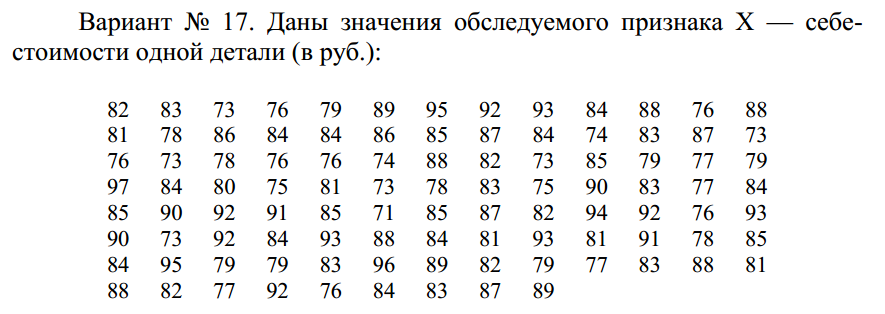 Вариант № 17. Даны значения обследуемого признака X — себе-
стоимости одной детали (в руб.):
82 83 73 76 79 89 95 92 93 84 88 76 88
81 78 86 84 84 86 85 87 84 74 83 87 73
76 73 78 76 76 74 88 82 73 85 79 77 79
97 84 80 75 81 73 78 83 75 90 83 77 84
85 90 92 91 85 71 85 87 82 94 92 76 93
90 73 92 84 93 88 84 81 93 81 91 78 85
84 95 79 79 83 96 89 82 79 77 83 88 81
88 82 77 92 76 84 83 87 89